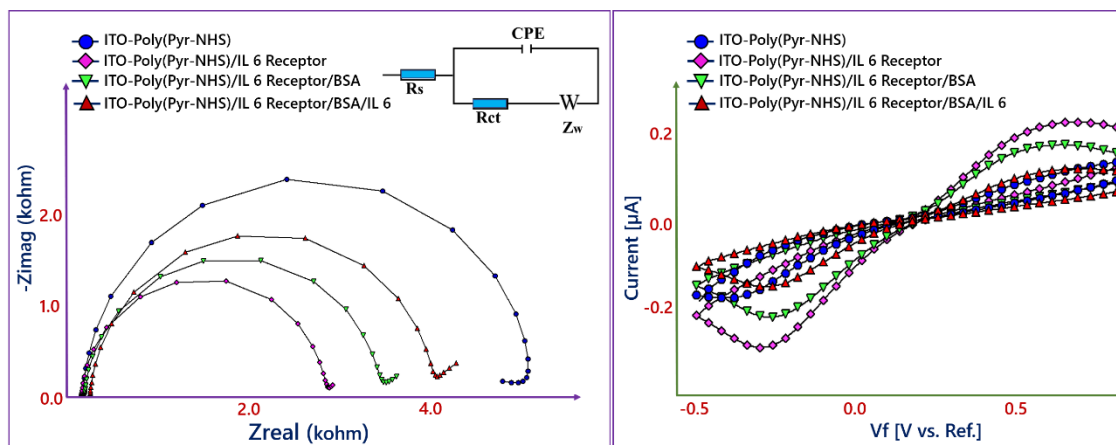 ITO-Poly(Pyr-NHS)
ITO-Poly(Pyr-NHS)/IL 6 Receptor
ITO-Poly(Pyr-NHS)/IL 6 Receptor/BSA
ITO-Poly(Pyr-NHS)/IL 6 Receptor/BSA/IL 6
CPE
Rs
Rct
W
Zw
-Zimag (kohm)
2.0
1.0
0.0
2.0
4.0
Zreal (kohm)
ITO-Poly(Pyr-NHS)
ITO-Poly(Pyr-NHS)/IL 6 Receptor
ITO-Poly(Pyr-NHS)/IL 6 Receptor/BSA
ITO-Poly(Pyr-NHS)/IL 6 Receptor/BSA/IL 6
Current [µA]
0.2
0.0
-0.2
-0.5
0.0
0.5
Vf [V vs. Ref.]